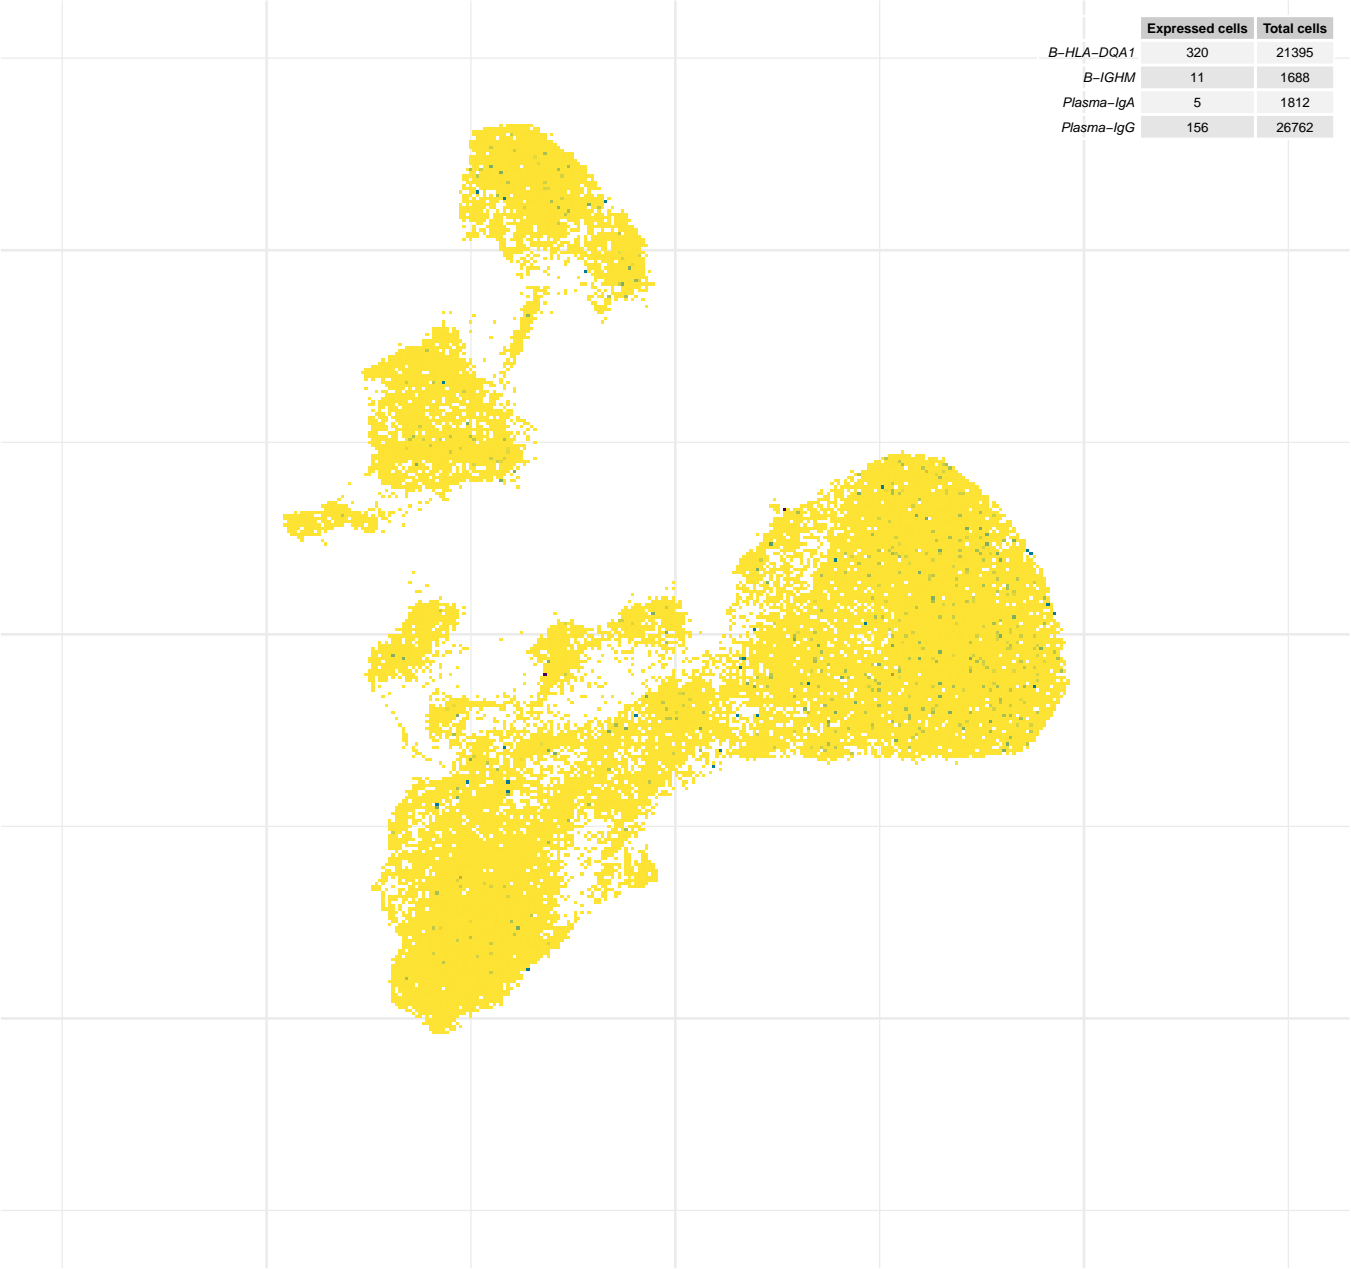 Expressed cells Total cells
B−HLA−DQA1 320 21395
B−IGHM 11 1688
Plasma−IgA 5 1812
Plasma−IgG 156 26762